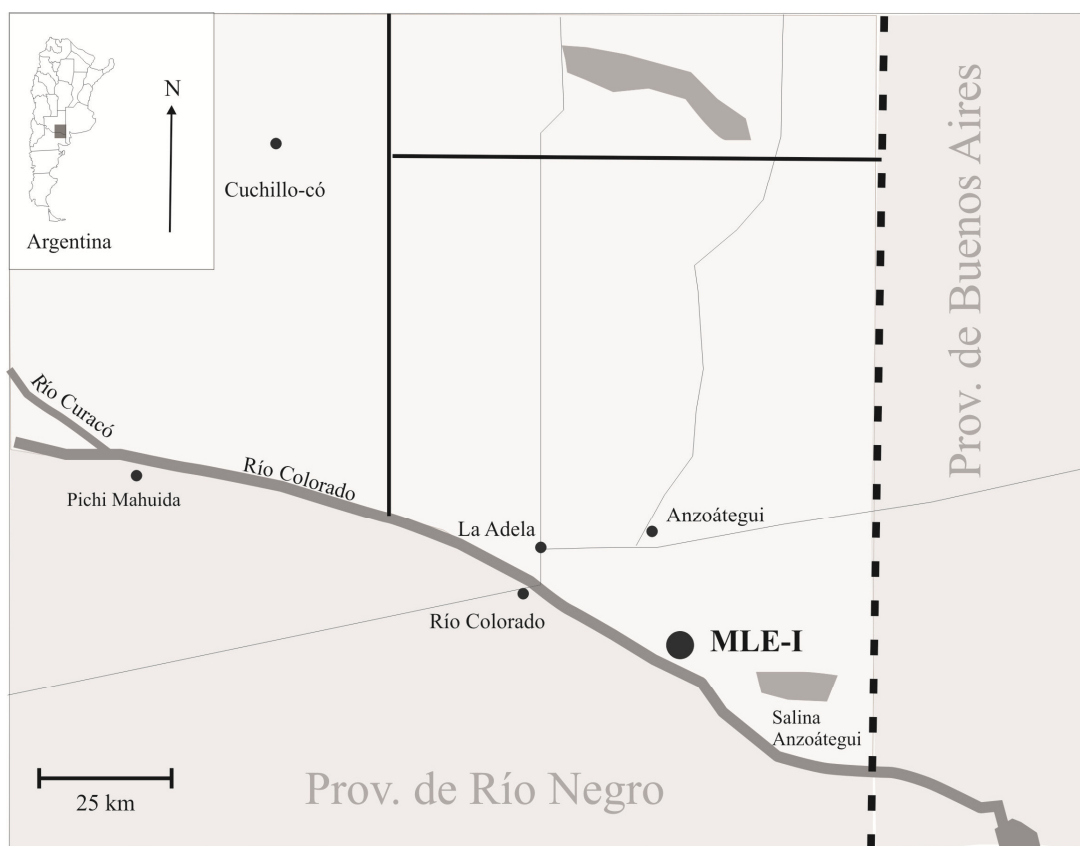 N
Argentina
Cuchillo-có
Prov. de Buenos Aires
Río Curacó
Río Colorado
Pichi Mahuida
La Adela
Anzoátegui
Río Colorado
MLE-I
Salina
Anzoátegui
25 km
Prov. de Río Negro